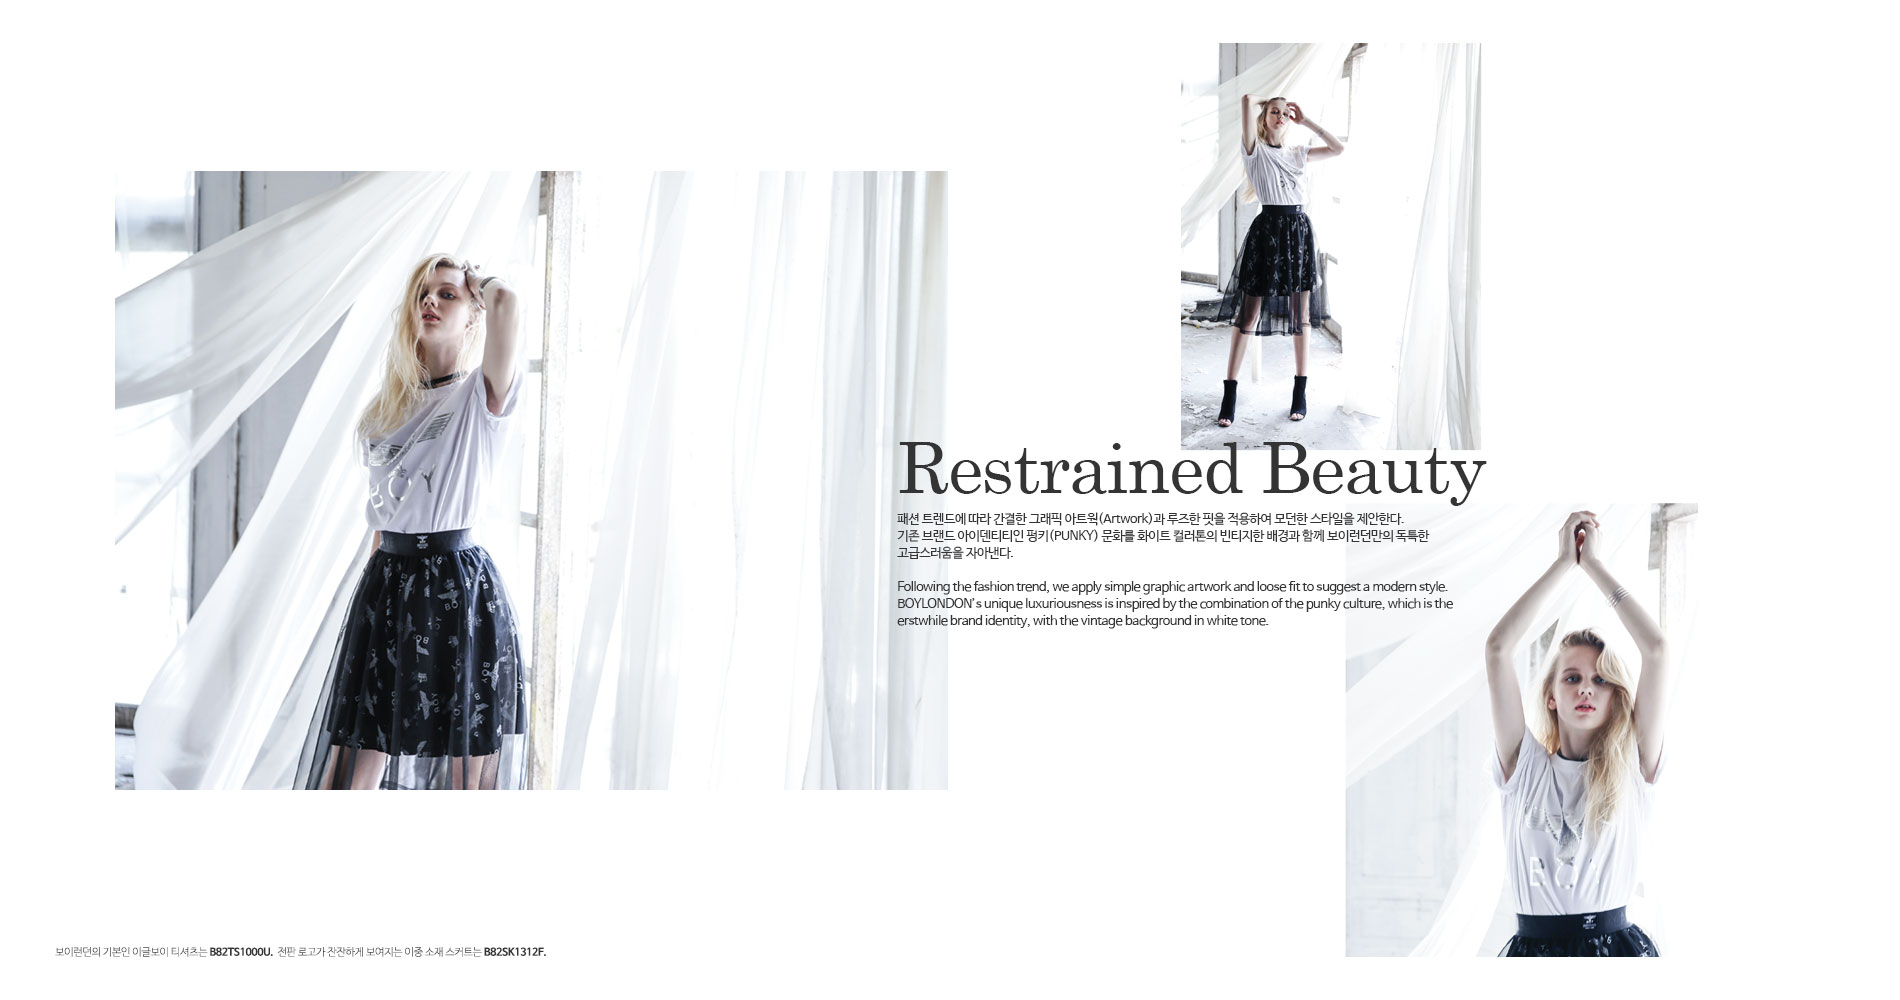 Restrained Beauty
패션 트렌드에 따라 간결한 그래픽 아트웍(Artwork)과 루즈한 핏을 적용하여 모던한 스타일을 제안한다.
기존 브랜드 아이덴티티인 펑키(PUNKY) 문화를 화이트 컬러톤의 빈티지한 배경과 함께 보이런던만의 독특한
고급스러움을 자아낸다.
Following the fashion trend, we apply simple graphic artwork and loose fit to suggest a modern style.
BOYLONDON's unique luxuriousness is inspired by the combination of the punky culture, which is the
erstwhile brand identity, with the vintage background in white tone.
BOY
BOY
보이런던의 기본인 이글보이 티셔츠는 B82TS1000U. 전판 로고가 잔잔하게 보여지는 이중 소재 스커트는 B82SK1312F.